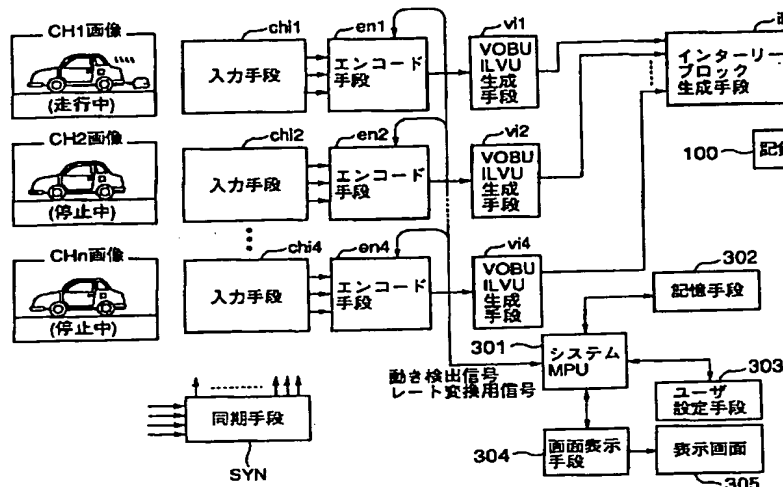 CH1画像
(走行中)
chi1
入力手段
en1
エンコード
手段
vi1
VOBU
ILVU
生成
手段
インターリー
ブロック
生成手段
CH2画像
(停止中)
chi2
入力手段
en2
エンコード
手段
vi2
VOBU
ILVU
生成
手段
100
CHn画像
(停止中)
chi4
入力手段
en4
エンコード
手段
vi4
VOBU
ILVU
生成
手段
302
記憶手段
301
システム
MPU
動き検出信号
レート変換用信号
303
ユーザ
設定手段
同期手段
SYN
304
画面表示
手段
表示画面
305